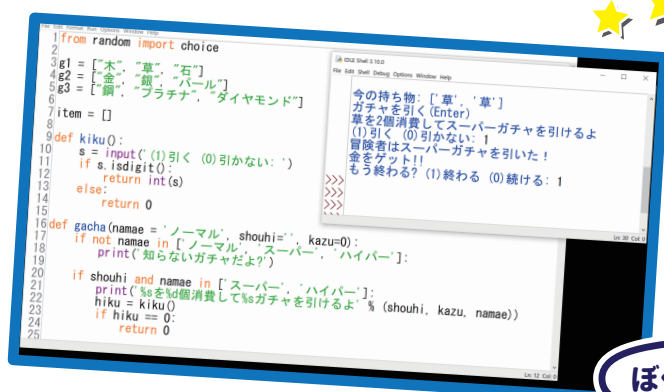 File Edit Format Run Options Window Help
1 from random import choice
2
3 g1 = ["木", "草", "石"]
4 g2 = ["金", "銀", "パール"]
5 g3 = ["銅", "プラチナ", "ダイヤモンド"]
6
7 item = []
8
9 def kiku():
10 s = input('(1)引く (0)引かない: ')
11 if s.isdigit():
12 return int(s)
13 else:
14 return 0
15
16 def gacha(namae = 'ノーマル', shouhi='', kazu=0):
17 if not namae in ['ノーマル', 'スーパー', 'ハイパー']:
18 print('知らないガチャだよ?')
19
20 if shouhi and namae in ['スーパー', 'ハイパー']:
21 print('%sを%d個消費して%sガチャを引けるよ' % (shouhi, kazu, namae))
22 hiku = kiku()
23 if hiku == 0:
24 return 0
25
Ln: 12 Col: 0
IDLE Shell 3.10.0
File Edit Shell Debug Options Window Help
今の持ち物: ['草', '草']
ガチャを引く(Enter)
草を2個消費してスーパーガチャを引けるよ
(1)引く (0)引かない: 1
冒険者はスーパーガチャを引いた!
金をゲット!!
もう終わる? (1)終わる (0)続ける: 1
>>>
>>>
>>>
>>>
Ln: 30 Col: 0
ぼ